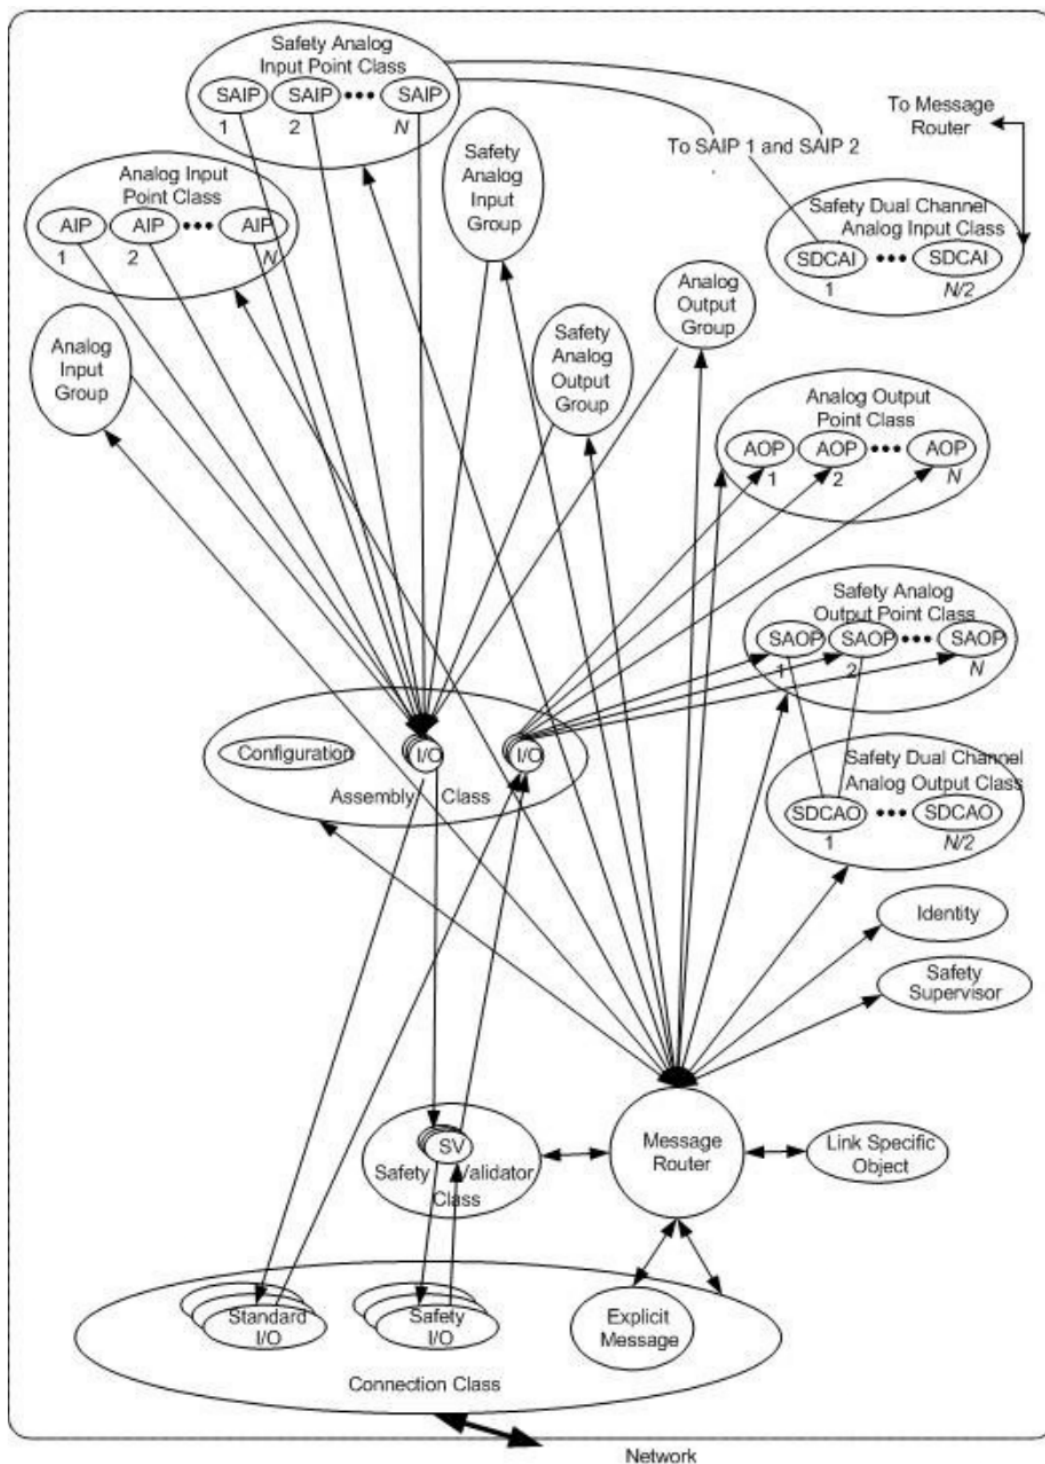 Safety Analog
Input Point Class
SAIP SAIP ••• SAIP
1 2 N
To Message
Router
To SAIP 1 and SAIP 2
Safety
Analog
Input
Group
Analog Input
Point Class
AIP AIP ••• AIP
1 2 N
Safety Dual Channel
Analog Input Class
SDCAI ••• SDCAI
1 N/2
Analog
Output
Group
Analog
Input
Group
Safety
Analog
Output
Group
Analog Output
Point Class
AOP AOP ••• AOP
1 2 N
Safety Analog
Output Point Class
SAOP SAOP ••• SAOP
1 2 N
Configuration I/O I/O
Assembly Class
Safety Dual Channel
Analog Output Class
SDCAO ••• SDCAO
1 N/2
Identity
Safety
Supervisor
SV
Safety Validator
Class
Message
Router
Link Specific
Object
Standard
I/O
Safety
I/O
Explicit
Message
Connection Class
Network